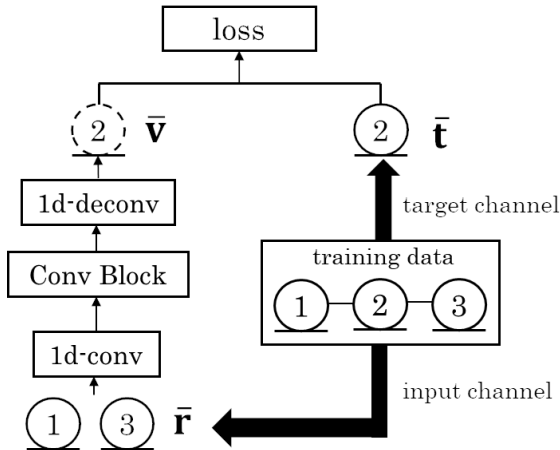 loss
2 v̄
2 t̄
1d-deconv
target channel
training data
Conv Block
1 2 3
1d-conv
input channel
1 3 r̄